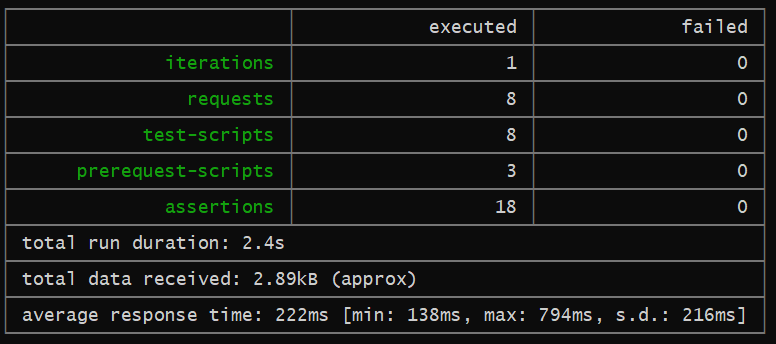 executed failed
iterations 1 0
requests 8 0
test-scripts 8 0
prerequest-scripts 3 0
assertions 18 0
total run duration: 2.4s
total data received: 2.89kB (approx)
average response time: 222ms [min: 138ms, max: 794ms, s.d.: 216ms]